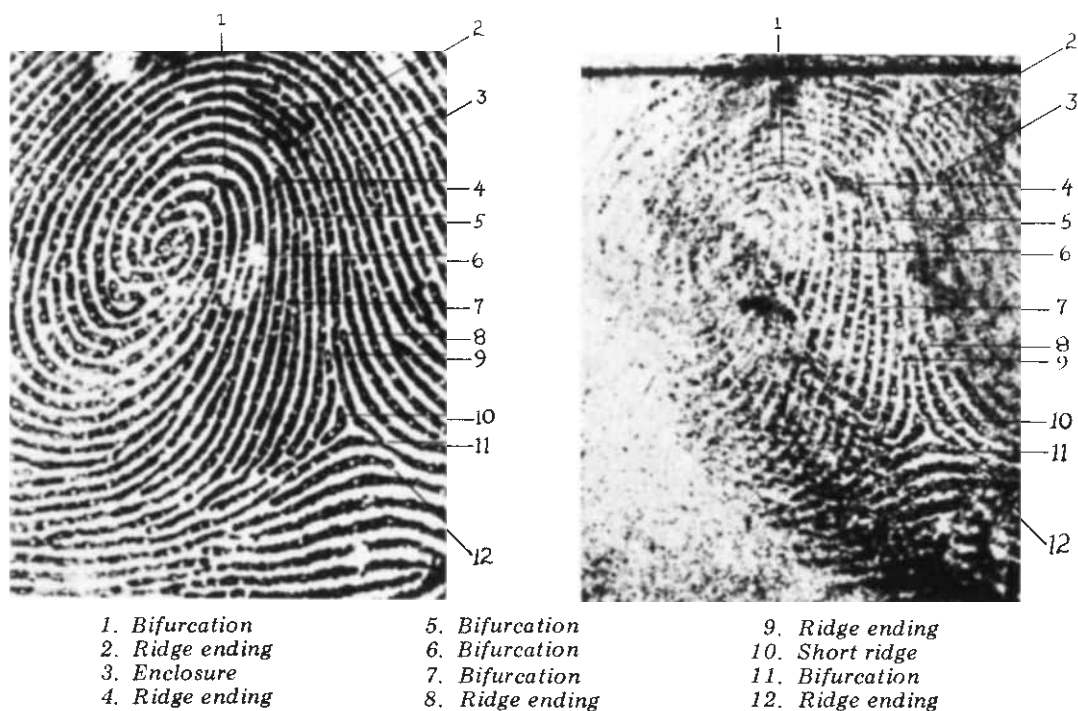 1
2
3
4
5
6
7
8
9
10
11
12
1
2
3
4
5
6
7
8
9
10
11
12
1. Bifurcation
2. Ridge ending
3. Enclosure
4. Ridge ending
5. Bifurcation
6. Bifurcation
7. Bifurcation
8. Ridge ending
9. Ridge ending
10. Short ridge
11. Bifurcation
12. Ridge ending